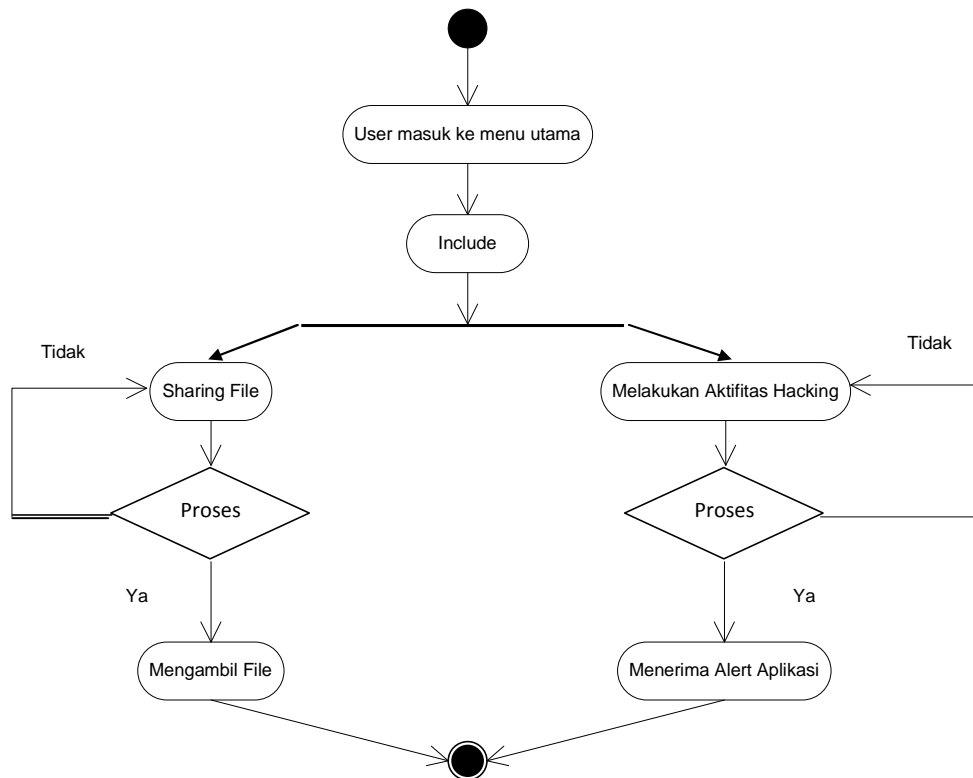 User masuk ke menu utama
Include
Tidak
Tidak
Sharing File
Melakukan Aktifitas Hacking
Proses
Proses
Ya
Ya
Mengambil File
Menerima Alert Aplikasi